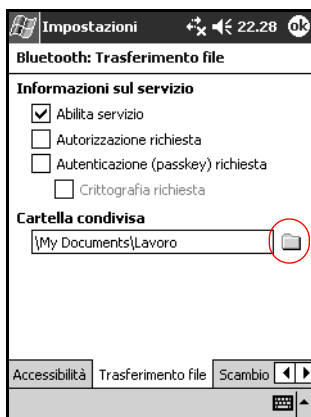 Impostazioni 22.28 ok
Bluetooth: Trasferimento file
Informazioni sul servizio
Abilita servizio
Autorizzazione richiesta
Autenticazione (passkey) richiesta
Crittografia richiesta
Cartella condivisa
\My Documents\Lavoro
Accessibilità Trasferimento file Scambio